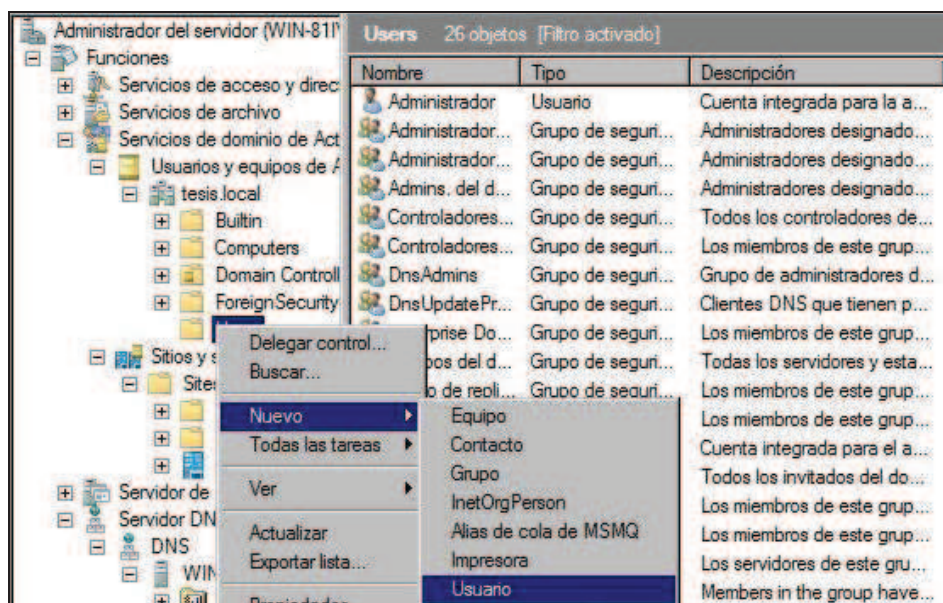 Administrador del servidor (WIN-81I
Users 26 objetos [Filtro activado]
Funciones
Nombre Tipo Descripción
Servicios de acceso y direc
Administrador Usuario Cuenta integrada para la a...
Servicios de archivo
Administrador... Grupo de seguri... Administradores designado...
Servicios de dominio de Act
Administrador... Grupo de seguri... Administradores designado...
Usuarios y equipos de A
Admins. del d... Grupo de seguri... Administradores designado...
tesis.local
Controladores... Grupo de seguri... Todos los controladores de...
Builtin
Controladores... Grupo de seguri... Los miembros de este grup...
Computers
DnsAdmins Grupo de seguri... Grupo de administradores d...
Domain Controll
DnsUpdatePr... Grupo de seguri... Clientes DNS que tienen p...
ForeignSecurity
prise Do... Grupo de seguri... Los miembros de este grup...
Sitios y s
pos del d... Grupo de seguri... Todas los servidores y esta...
Site
o de repli... Grupo de seguri... Los miembros de este grup...
Los miembros de este grup...
Cuenta integrada para el a...
Todos los invitados del do...
Los miembros de este grup...
Los miembros de este grup...
Los servidores de este gru...
Members in the group have...
Servidor de
Servidor DN
DNS
WIN
Delegar control...
Buscar...
Nuevo
Todas las tareas
Ver
Actualizar
Exportar lista...
Propiedades
Equipo
Contacto
Grupo
InetOrgPerson
Alias de cola de MSMQ
Impresora
Usuario